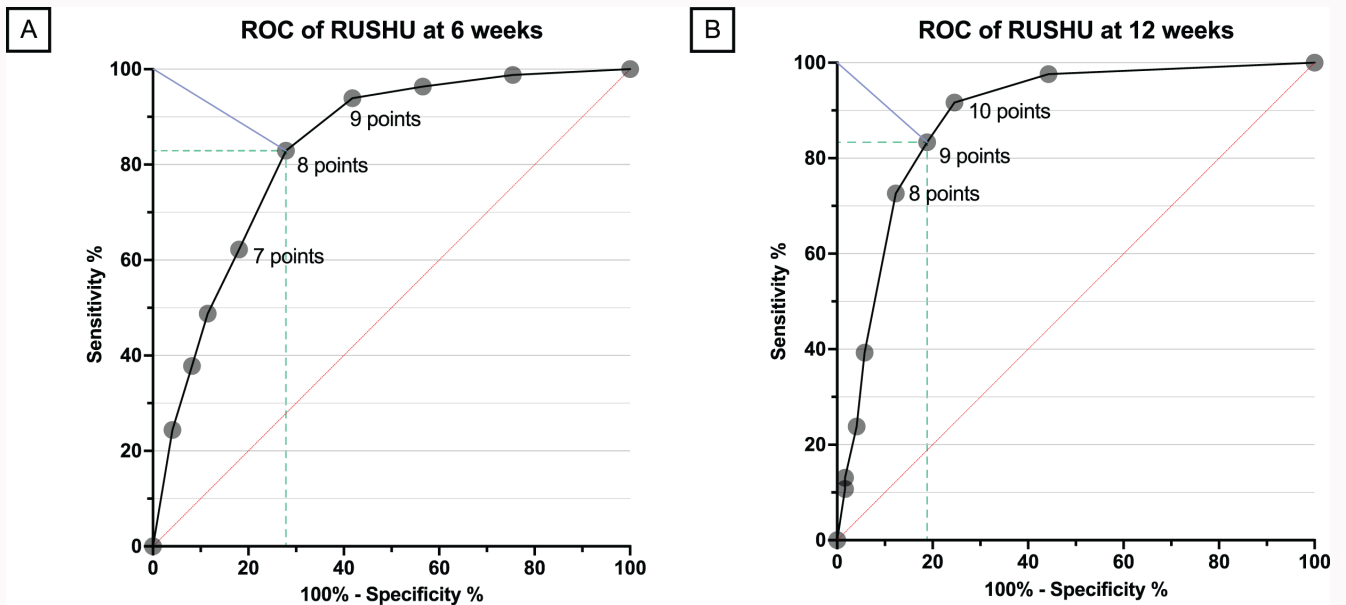 A
ROC of RUSHU at 6 weeks
100
80
60
40
20
0
Sensitivity %
9 points
8 points
7 points
0
20
40
60
80
100
100% - Specificity %
B
ROC of RUSHU at 12 weeks
100
80
60
40
20
0
Sensitivity %
10 points
9 points
8 points
0
20
40
60
80
100
100% - Specificity %